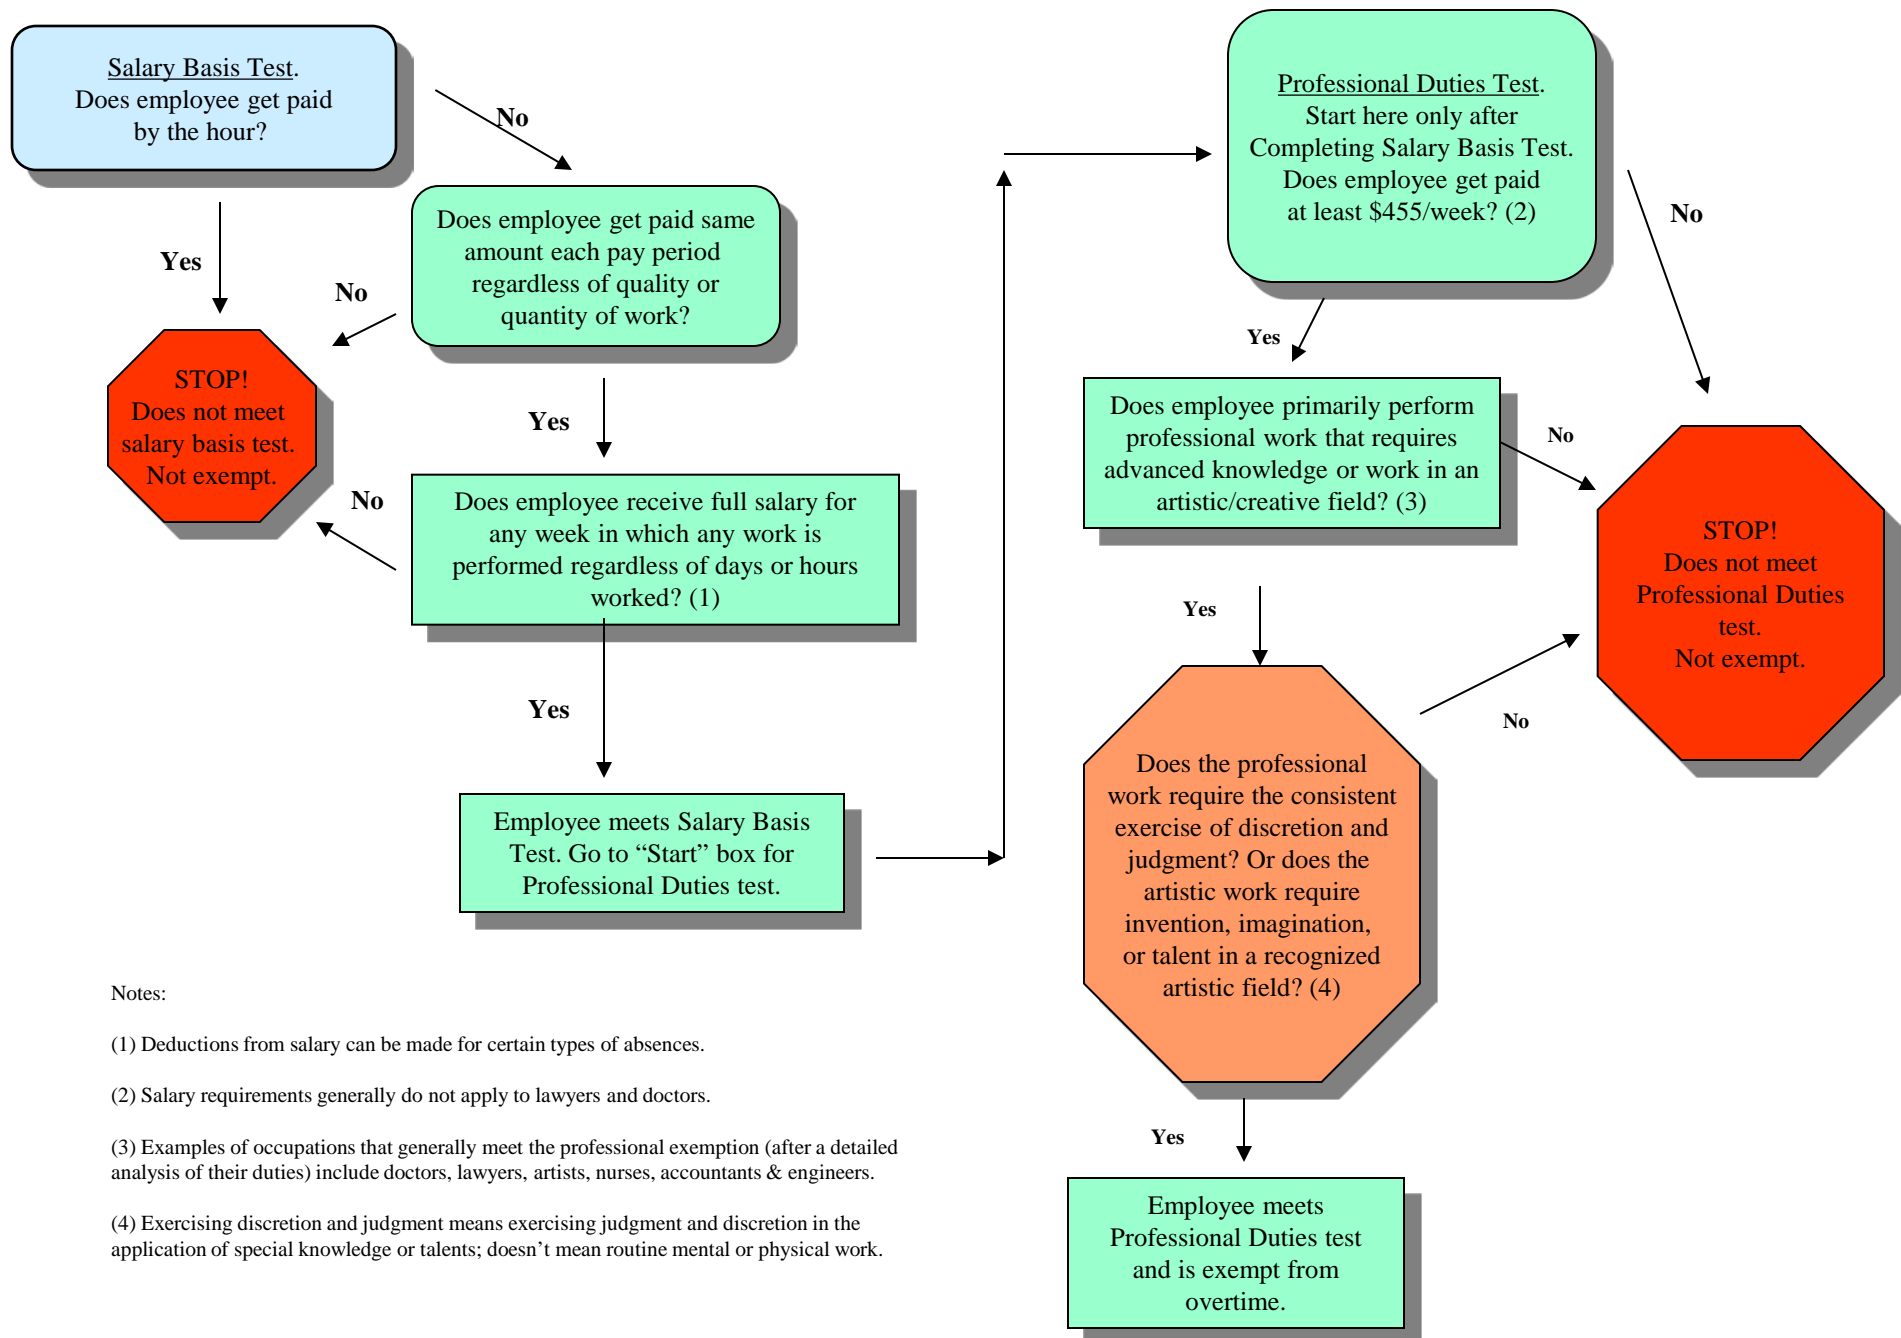 Salary Basis Test.
Does employee get paid
by the hour?
No
Yes
Does employee get paid same
amount each pay period
regardless of quality or
quantity of work?
No
STOP!
Does not meet
salary basis test.
Not exempt.
Yes
No
Does employee receive full salary for
any week in which any work is
performed regardless of days or hours
worked? (1)
Yes
Employee meets Salary Basis
Test. Go to “Start” box for
Professional Duties test.
Professional Duties Test.
Start here only after
Completing Salary Basis Test.
Does employee get paid
at least $455/week? (2)
No
Yes
Does employee primarily perform
professional work that requires
advanced knowledge or work in an
artistic/creative field? (3)
No
STOP!
Does not meet
Professional Duties
test.
Not exempt.
Yes
No
Does the professional
work require the consistent
exercise of discretion and
judgment? Or does the
artistic work require
invention, imagination,
or talent in a recognized
artistic field? (4)
Yes
Employee meets
Professional Duties test
and is exempt from
overtime.
Notes:
(1) Deductions from salary can be made for certain types of absences.
(2) Salary requirements generally do not apply to lawyers and doctors.
(3) Examples of occupations that generally meet the professional exemption (after a detailed
analysis of their duties) include doctors, lawyers, artists, nurses, accountants & engineers.
(4) Exercising discretion and judgment means exercising judgment and discretion in the
application of special knowledge or talents; doesn’t mean routine mental or physical work.